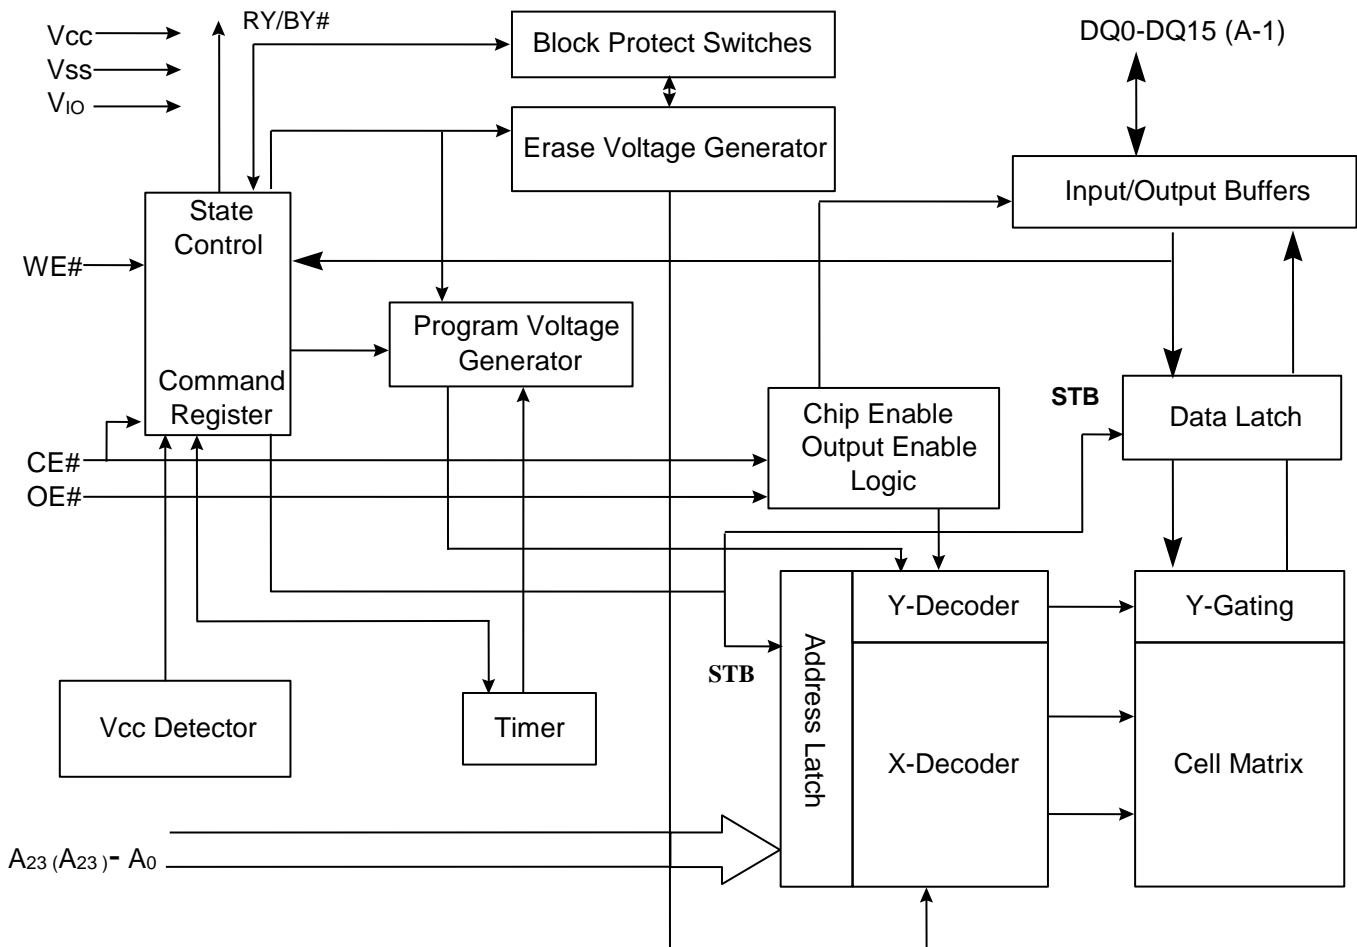 RY/BY#
Vcc
Vss
VIO
Block Protect Switches
DQ0-DQ15 (A-1)
Erase Voltage Generator
Input/Output Buffers
State
Control
WE#
Program Voltage
Generator
Command
Register
STB
Data Latch
Chip Enable
Output Enable
Logic
CE#
OE#
Y-Decoder
Y-Gating
Address Latch
STB
Vcc Detector
Timer
X-Decoder
Cell Matrix
A23 (A23 )- A0